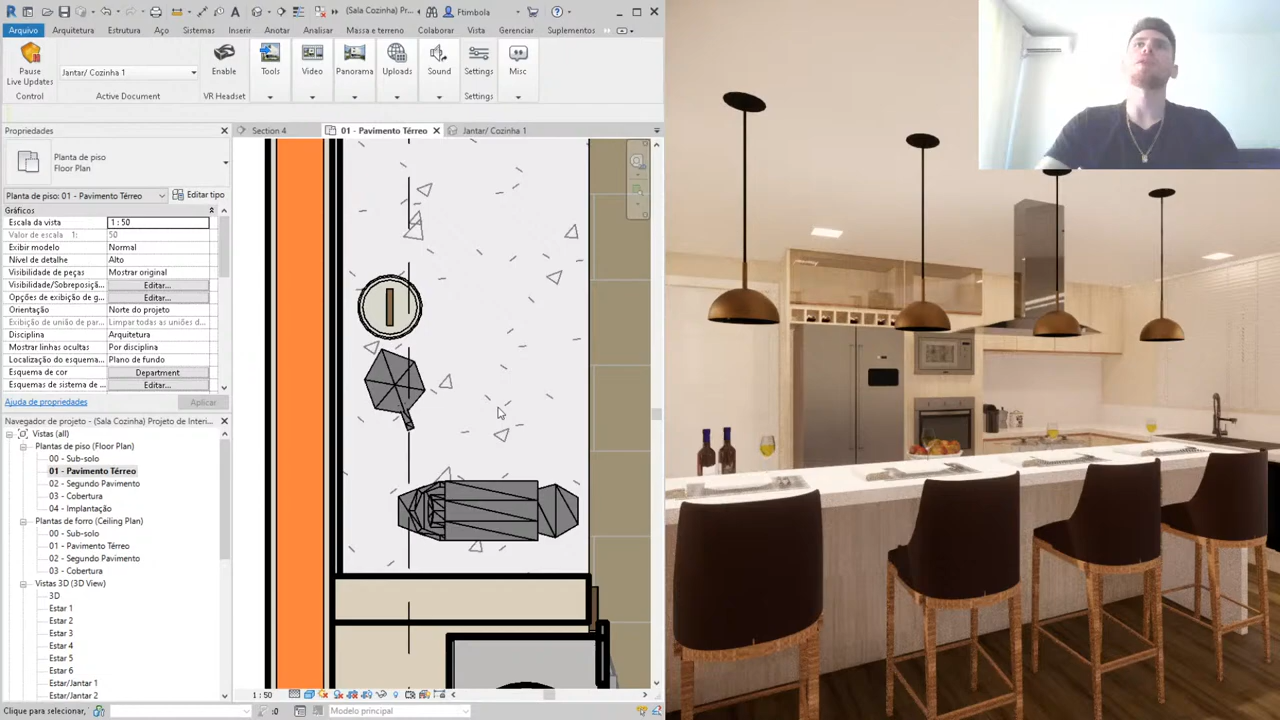 (Sala Cozinha) Pr...
Ftimbola
Arquivo Arquitetura Estrutura Aço Sistemas Inserir Anotar Analisar Massa e terreno Colaborar Vista Gerenciar Suplementos
Pause Live Updates
Jantar/ Cozinha 1
Enable
Tools
Video
Panorama
Uploads
Sound
Settings
Misc
Control
Active Document
VR Headset
Settings
Propriedades
Section 4
01 - Pavimento Térreo
Jantar/ Cozinha 1
Planta de piso
Floor Plan
Planta de piso: 01 - Pavimento Térreo
Editar tipo
Gráficos
Escala da vista 1 : 50
Valor de escala 1: 50
Exibir modelo Normal
Nível de detalhe Alto
Visibilidade de peças Mostrar original
Visibilidade/Sobreposiçã... Editar...
Opções de exibição de g... Editar...
Orientação Norte do projeto
Exibição de união de par... Limpar todas as uniões d...
Disciplina Arquitetura
Mostrar linhas ocultas Por disciplina
Localização do esquema... Plano de fundo
Esquema de cor Department
Esquemas de sistema de ... Editar...
Ajuda de propriedades
Aplicar
Navegador de projeto - (Sala Cozinha) Projeto de Interi...
Vistas (all)
Plantas de piso (Floor Plan)
00 - Sub-solo
01 - Pavimento Térreo
02 - Segundo Pavimento
03 - Cobertura
04 - Implantação
Plantas de forro (Ceiling Plan)
00 - Sub-solo
01 - Pavimento Térreo
02 - Segundo Pavimento
03 - Cobertura
Vistas 3D (3D View)
3D
Estar 1
Estar 2
Estar 3
Estar 4
Estar 5
Estar 6
Estar/Jantar 1
Estar/Jantar 2
1 : 50
Clique para selecionar,
:0
Modelo principal